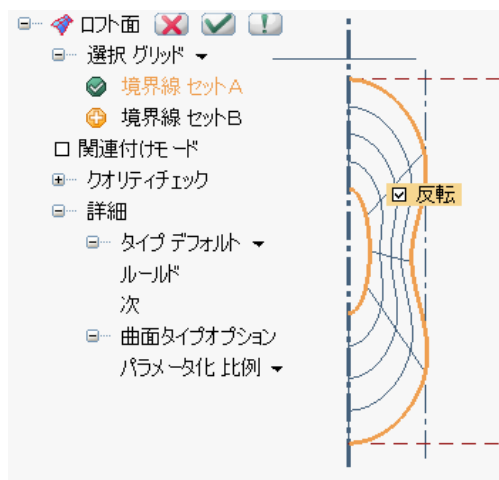 ロフト面
選択 グリッド
境界線 セットA
境界線 セットB
関連付けモード
クオリティチェック
詳細
タイプ デフォルト
ルールド
次
曲面タイプオプション
パラメータ化 比例
反転